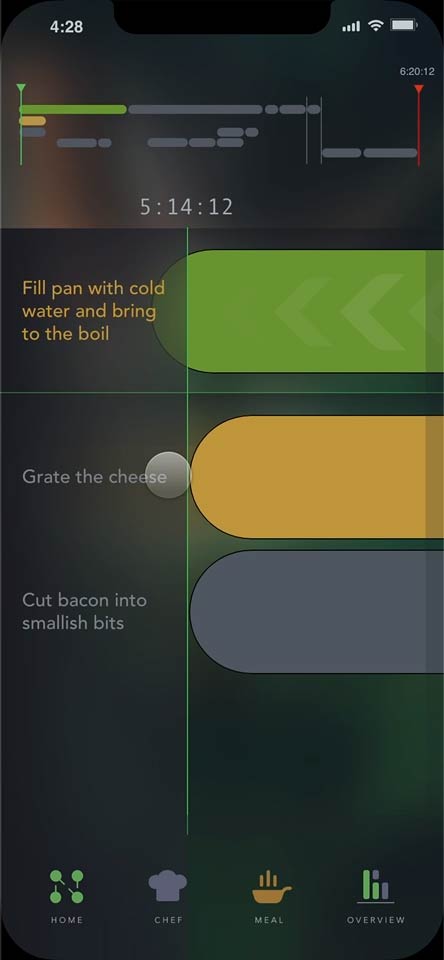 4:28
6:20:12
5:14:12
Fill pan with cold
water and bring
to the boil
Grate the cheese
Cut bacon into
smallish bits
HOME CHEF MEAL OVERVIEW